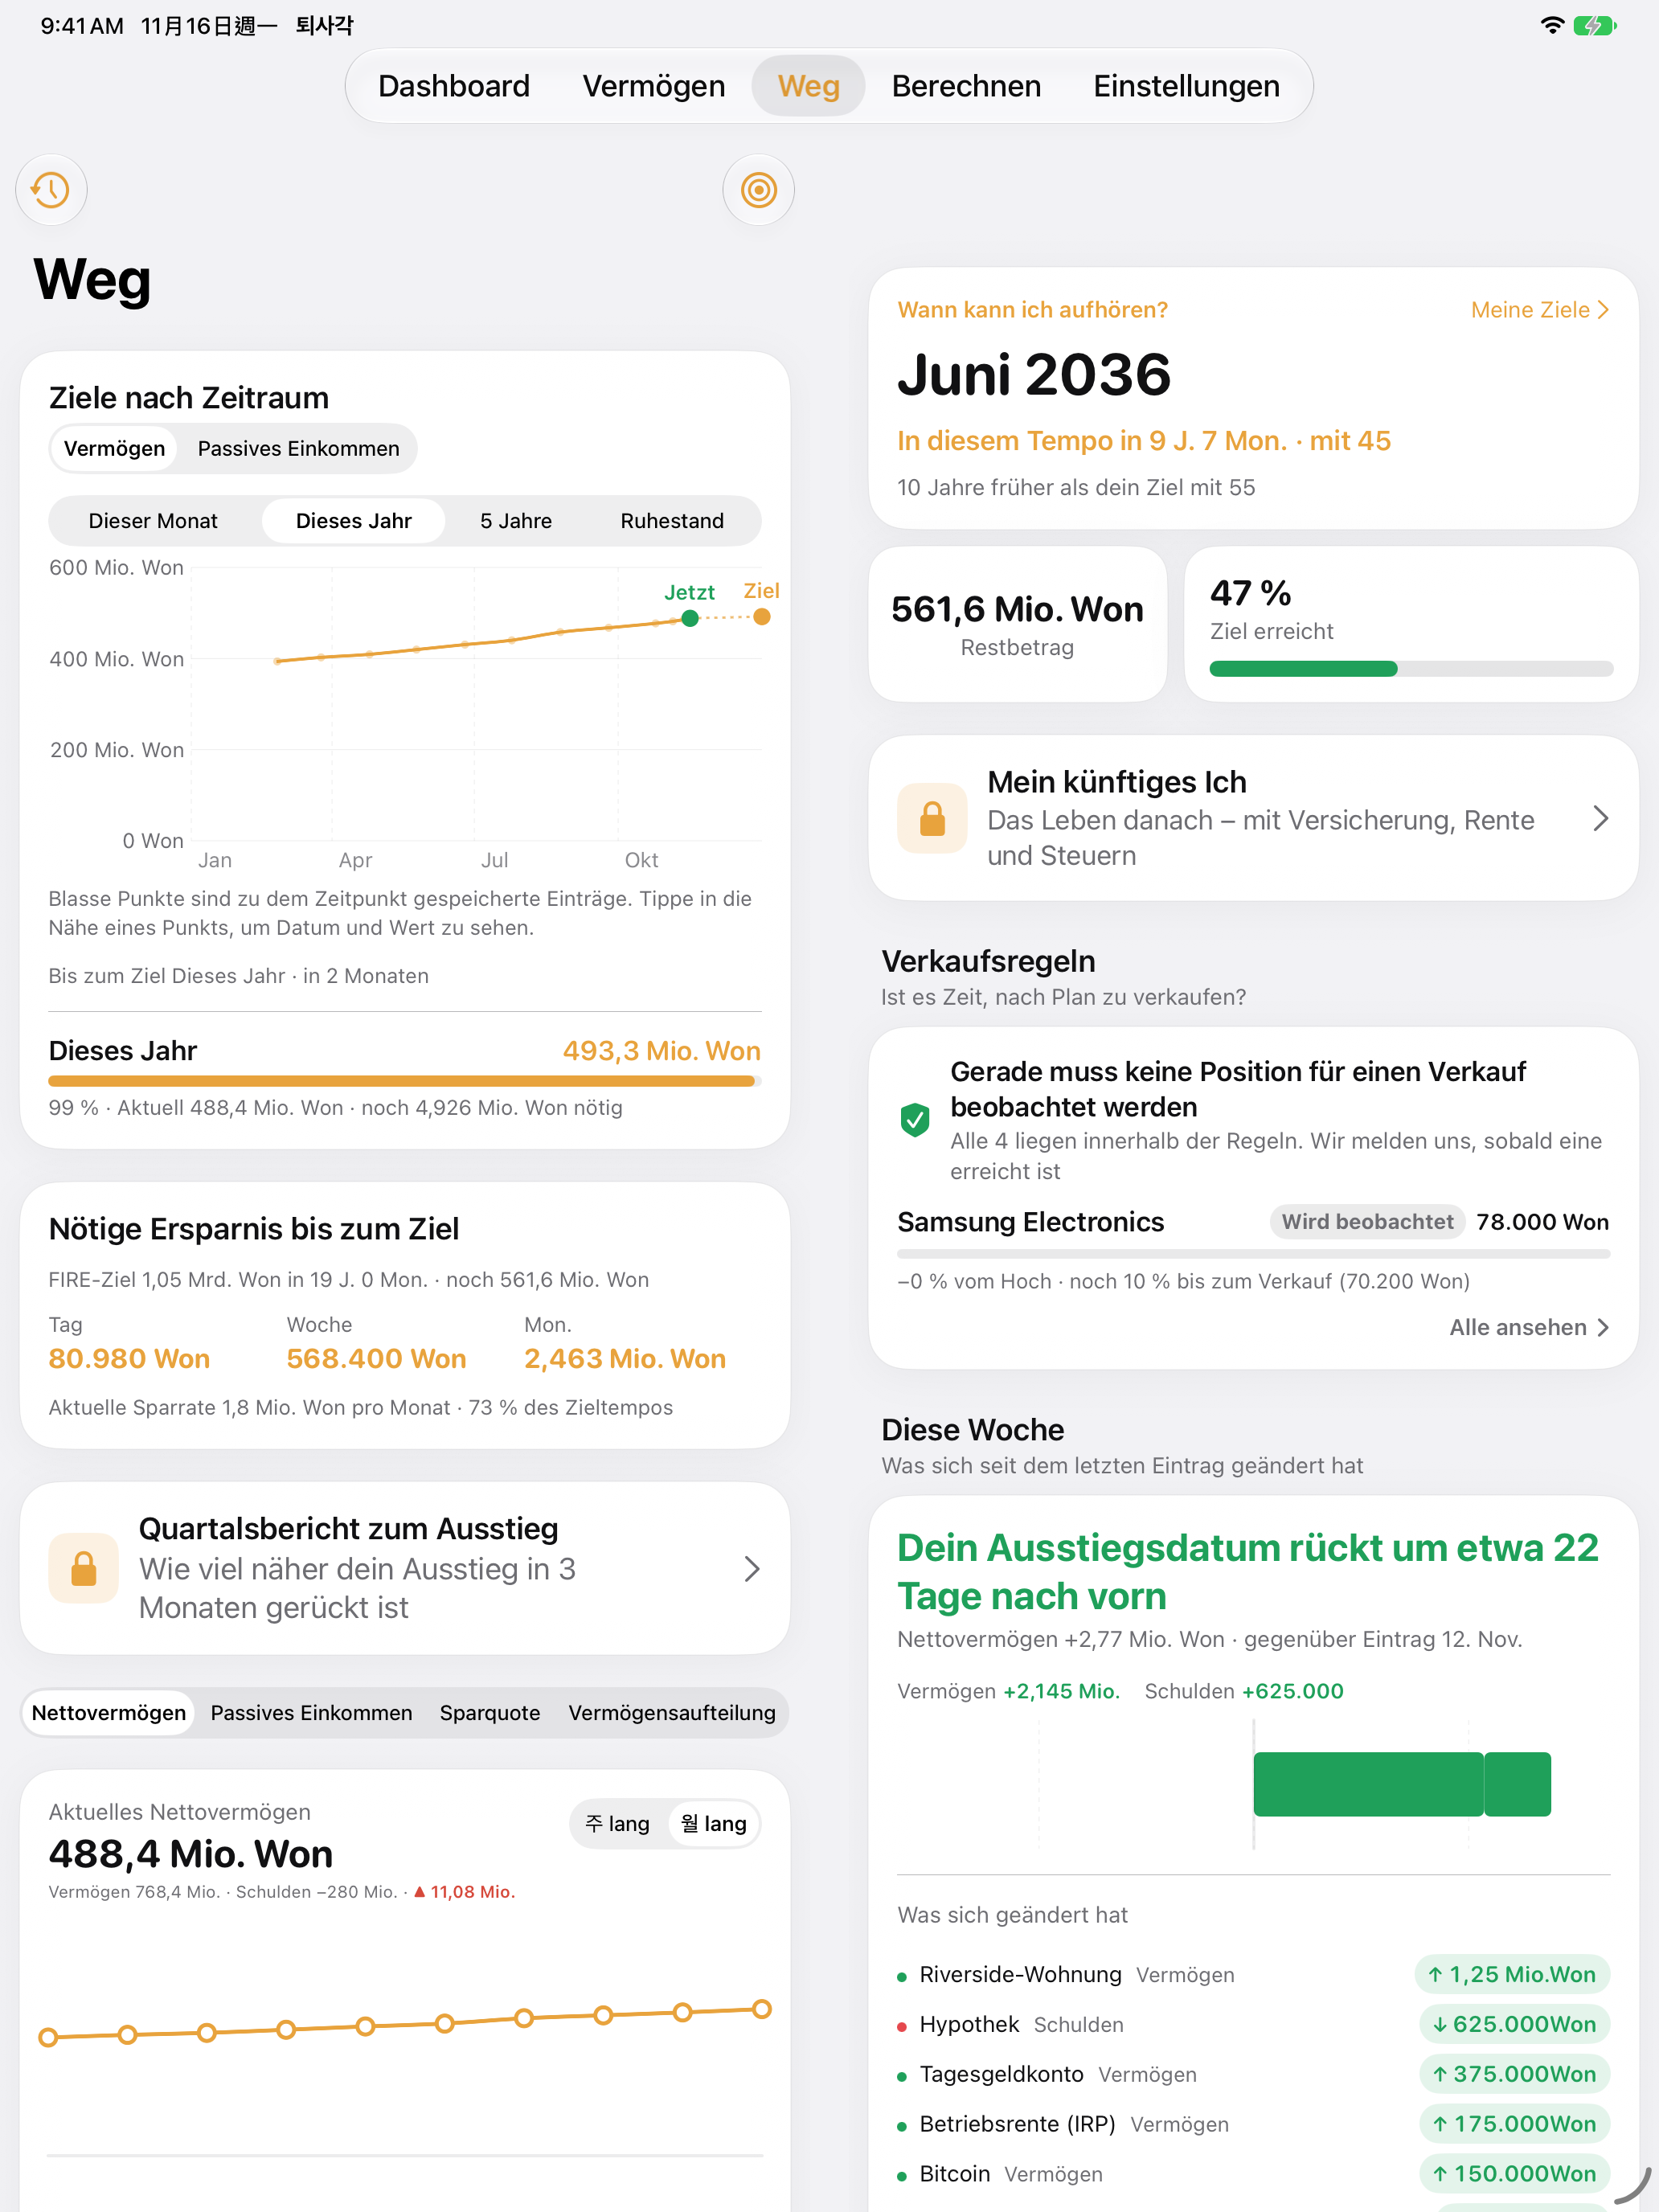 9:41 AM 11月16日週一 퇴사각
Dashboard Vermögen Weg Berechnen Einstellungen
Weg
Ziele nach Zeitraum
Vermögen Passives Einkommen
Dieser Monat Dieses Jahr 5 Jahre Ruhestand
600 Mio. Won
400 Mio. Won
200 Mio. Won
0 Won
Jetzt Ziel
Jan Apr Jul Okt
Blasse Punkte sind zu dem Zeitpunkt gespeicherte Einträge. Tippe in die
Nähe eines Punkts, um Datum und Wert zu sehen.
Bis zum Ziel Dieses Jahr · in 2 Monaten
Dieses Jahr 493,3 Mio. Won
99 % · Aktuell 488,4 Mio. Won · noch 4,926 Mio. Won nötig
Nötige Ersparnis bis zum Ziel
FIRE-Ziel 1,05 Mrd. Won in 19 J. 0 Mon. · noch 561,6 Mio. Won
Tag Woche Mon.
80.980 Won 568.400 Won 2,463 Mio. Won
Aktuelle Sparrate 1,8 Mio. Won pro Monat · 73 % des Zieltempos
Quartalsbericht zum Ausstieg
Wie viel näher dein Ausstieg in 3
Monaten gerückt ist
Nettovermögen Passives Einkommen Sparquote Vermögensaufteilung
Aktuelles Nettovermögen
주 lang 월 lang
488,4 Mio. Won
Vermögen 768,4 Mio. · Schulden −280 Mio. · ▲ 11,08 Mio.
Wann kann ich aufhören? Meine Ziele
Juni 2036
In diesem Tempo in 9 J. 7 Mon. · mit 45
10 Jahre früher als dein Ziel mit 55
561,6 Mio. Won
Restbetrag
47 %
Ziel erreicht
Mein künftiges Ich
Das Leben danach – mit Versicherung, Rente
und Steuern
Verkaufsregeln
Ist es Zeit, nach Plan zu verkaufen?
Gerade muss keine Position für einen Verkauf
beobachtet werden
Alle 4 liegen innerhalb der Regeln. Wir melden uns, sobald eine
erreicht ist
Samsung Electronics Wird beobachtet 78.000 Won
−0 % vom Hoch · noch 10 % bis zum Verkauf (70.200 Won)
Alle ansehen
Diese Woche
Was sich seit dem letzten Eintrag geändert hat
Dein Ausstiegsdatum rückt um etwa 22
Tage nach vorn
Nettovermögen +2,77 Mio. Won · gegenüber Eintrag 12. Nov.
Vermögen +2,145 Mio. Schulden +625.000
Was sich geändert hat
Riverside-Wohnung Vermögen ↑ 1,25 Mio.Won
Hypothek Schulden ↓ 625.000Won
Tagesgeldkonto Vermögen ↑ 375.000Won
Betriebsrente (IRP) Vermögen ↑ 175.000Won
Bitcoin Vermögen ↑ 150.000Won